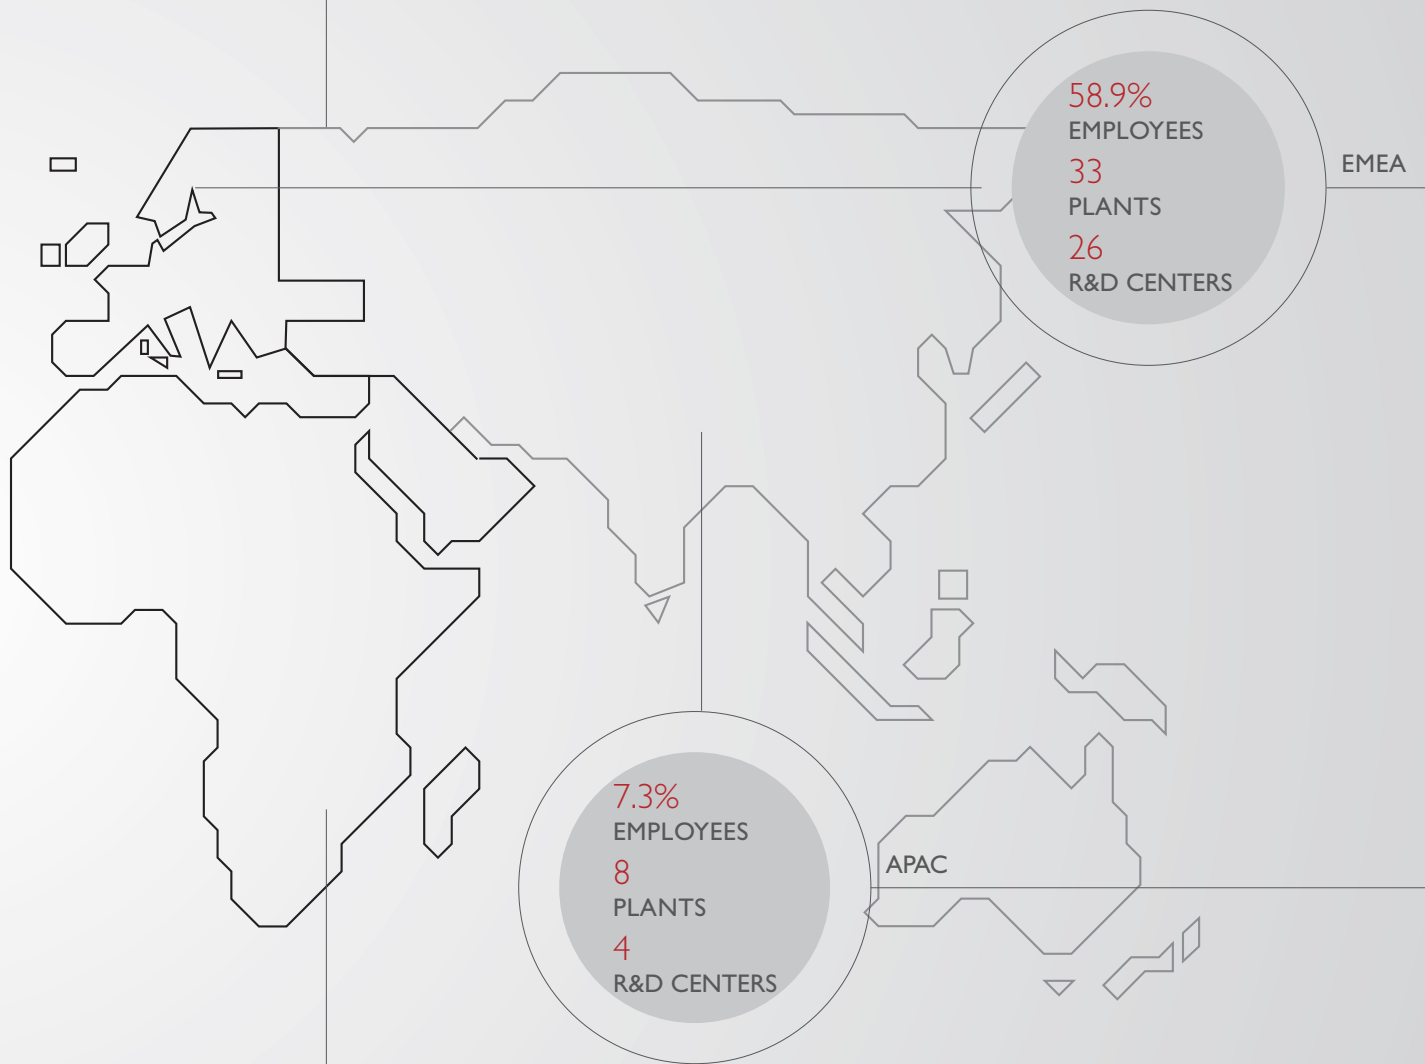 58.9%
EMPLOYEES
33
PLANTS
26
R&D CENTERS
EMEA
7.3%
EMPLOYEES
8
PLANTS
4
R&D CENTERS
APAC